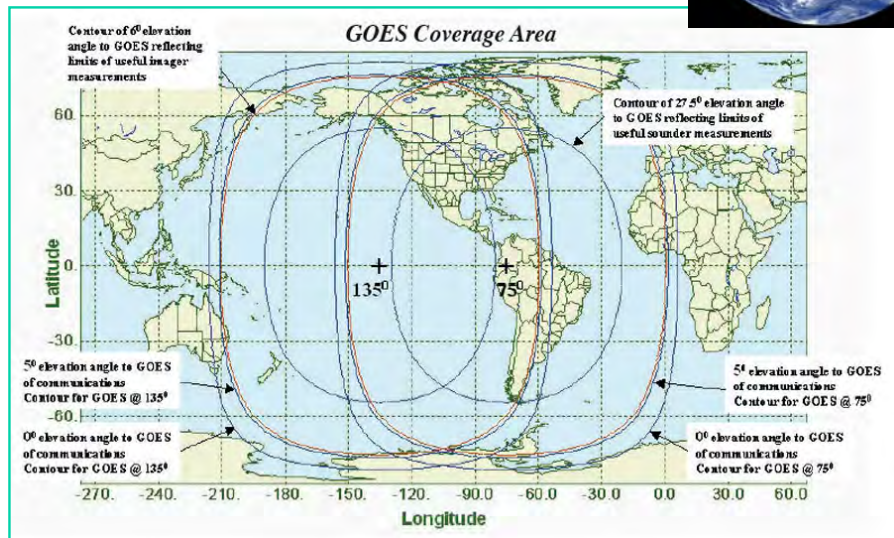 GOES Coverage Area
Contour of 6⁰ elevation
angle to GOES reflecting
limits of useful imager
measurements
Contour of 27.5⁰ elevation angle
to GOES reflecting limits of
useful sounder measurements
60.
30.
0.
-30.
-60.
Latitude
135⁰
75⁰
5⁰ elevation angle to GOES
of communications
Contour for GOES @ 135⁰
0⁰ elevation angle to GOES
of communications
Contour for GOES @ 135⁰
5⁰ elevation angle to GOES
of communications
Contour for GOES @ 75⁰
0⁰ elevation angle to GOES
of communications
Contour for GOES @ 75⁰
-270. -240. -210. -180. -150. -120. -90.0 -60.0 -30.0 0.0 30.0 60.0
Longitude